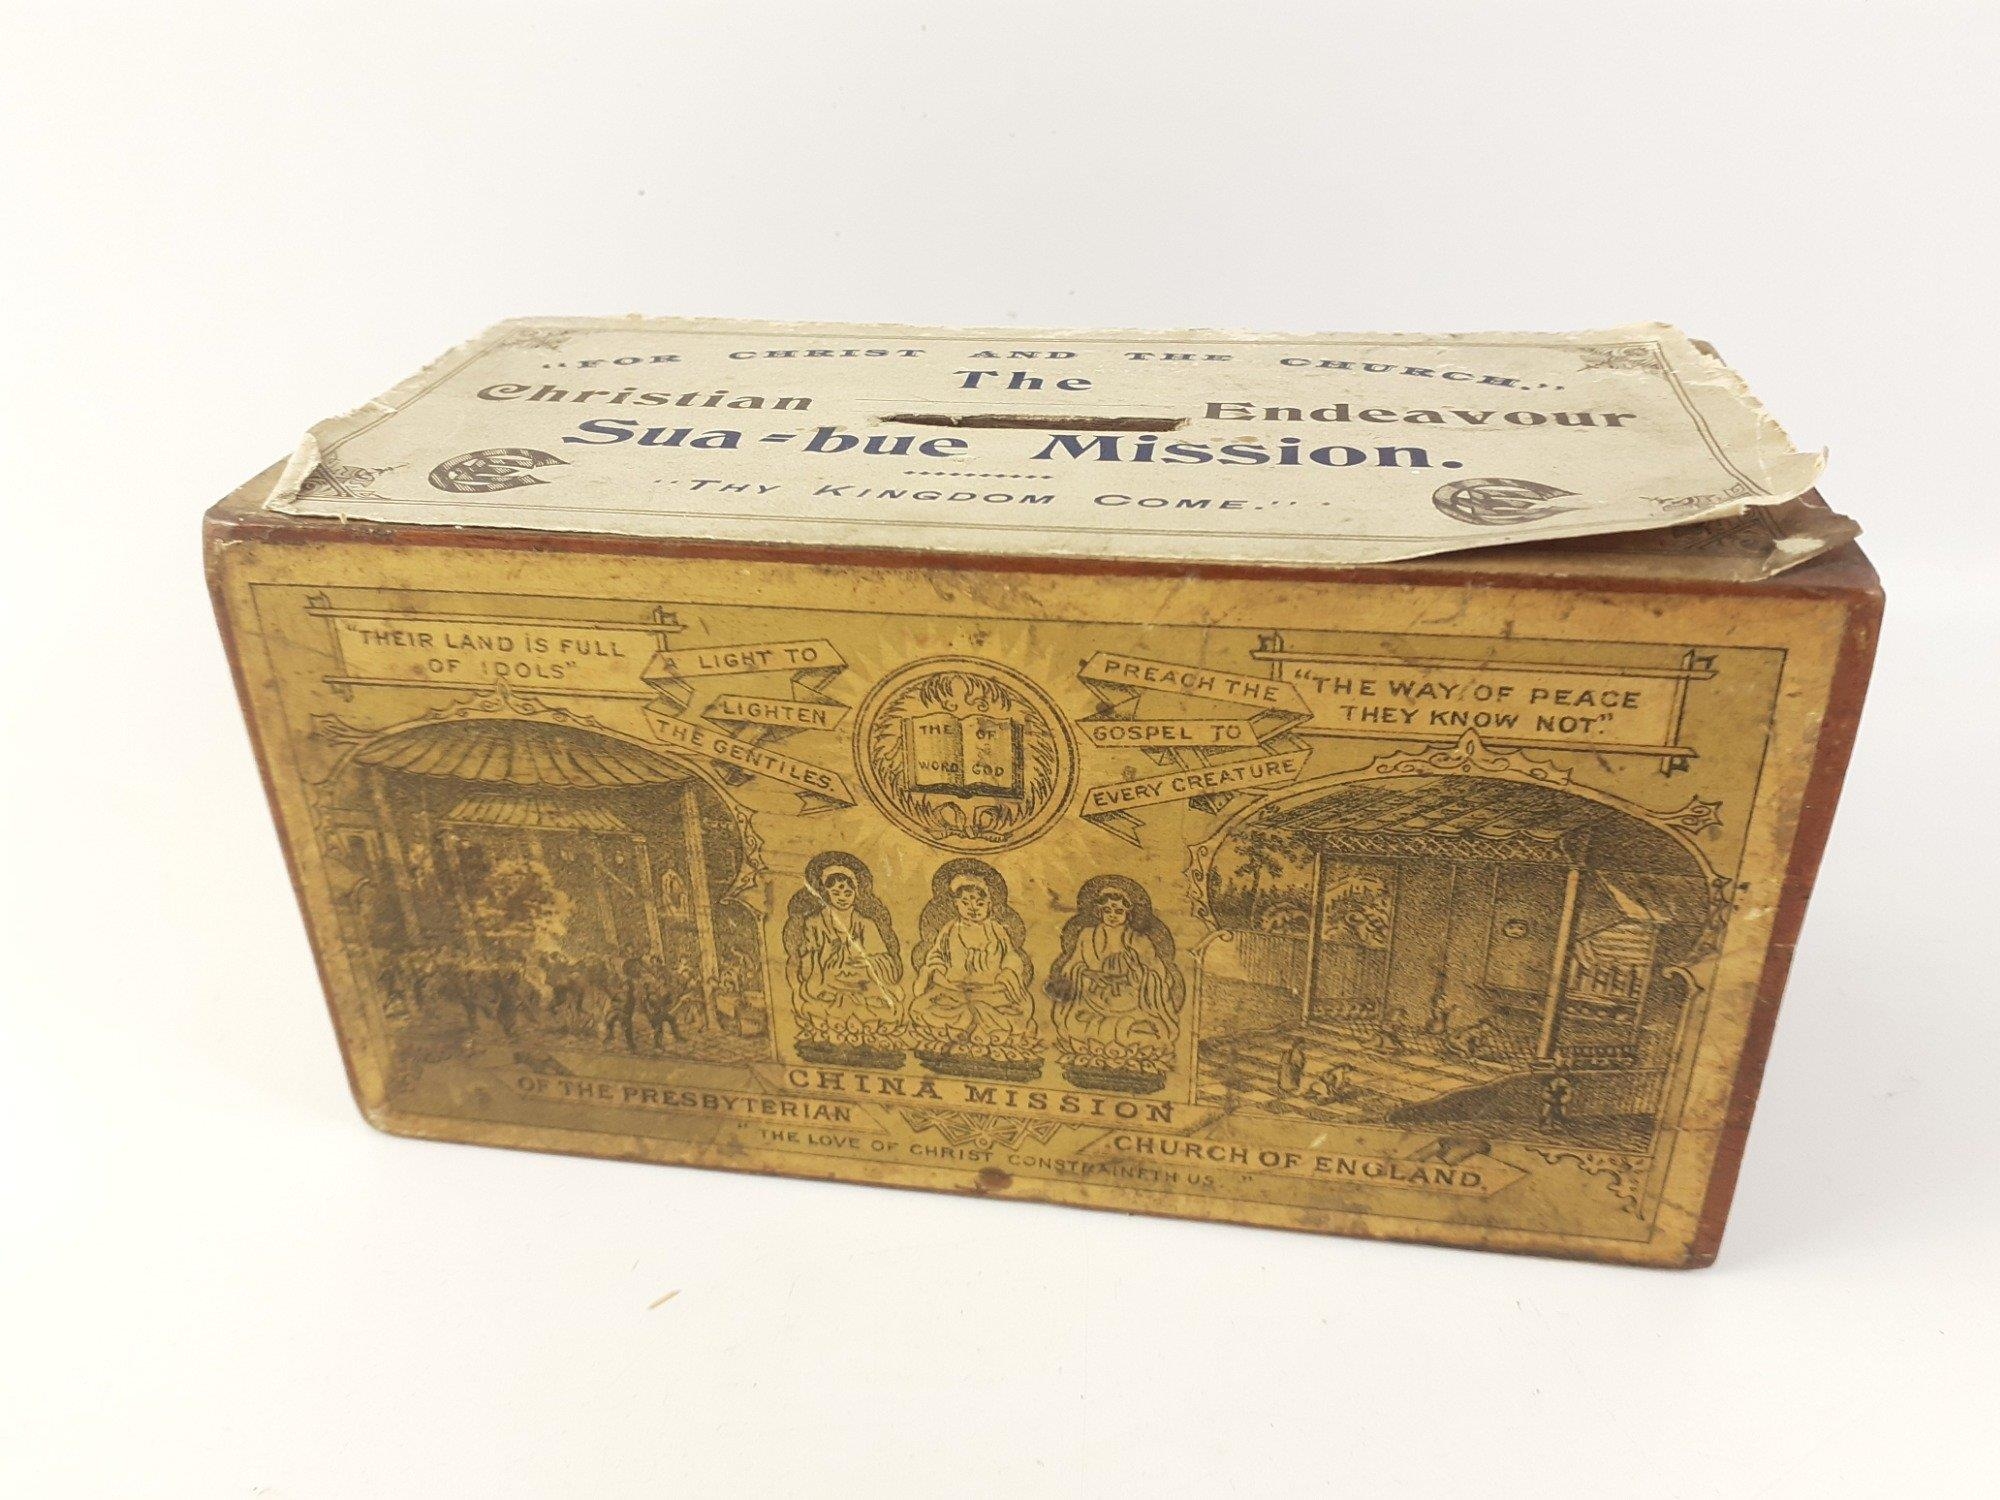 "FOR CHRIST AND THE CHURCH."
The
Christian Endeavour
Sua=bue Mission.
"THY KINGDOM COME."
"THEIR LAND IS FULL
OF IDOLS"
A LIGHT TO
LIGHTEN
THE GENTILES.
THE WORD
OF GOD
PREACH THE
GOSPEL TO
EVERY CREATURE
"THE WAY OF PEACE
THEY KNOW NOT"
CHINA MISSION
OF THE PRESBYTERIAN
CHURCH OF ENGLAND.
"THE LOVE OF CHRIST CONSTRAINETH US."